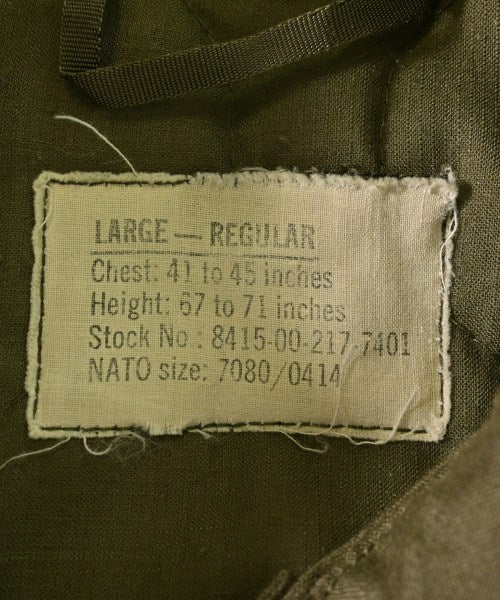 LARGE — REGULAR
Chest: 41 to 45 inches
Height: 67 to 71 inches
Stock No.: 8415-00-217-7401
NATO size: 7080/0414